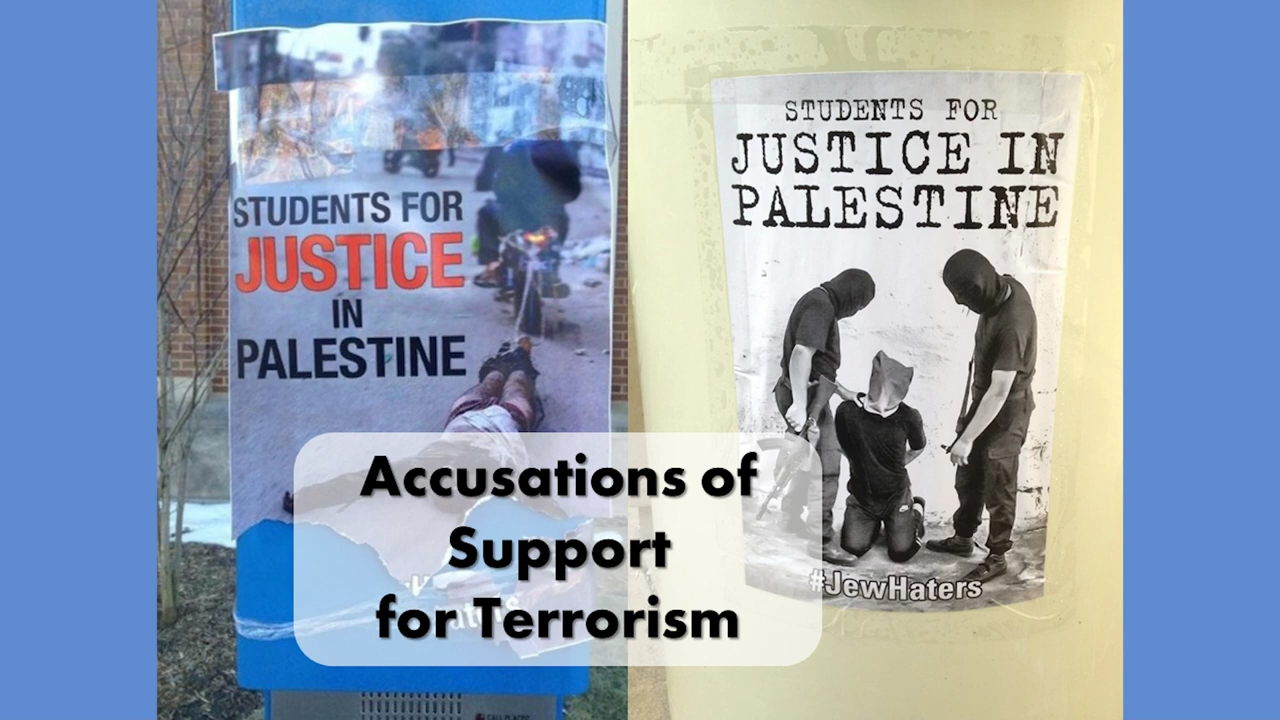 STUDENTS FOR
JUSTICE
IN
PALESTINE
STUDENTS FOR
JUSTICE IN
PALESTINE
#JewHaters
Accusations of
Support
for Terrorism